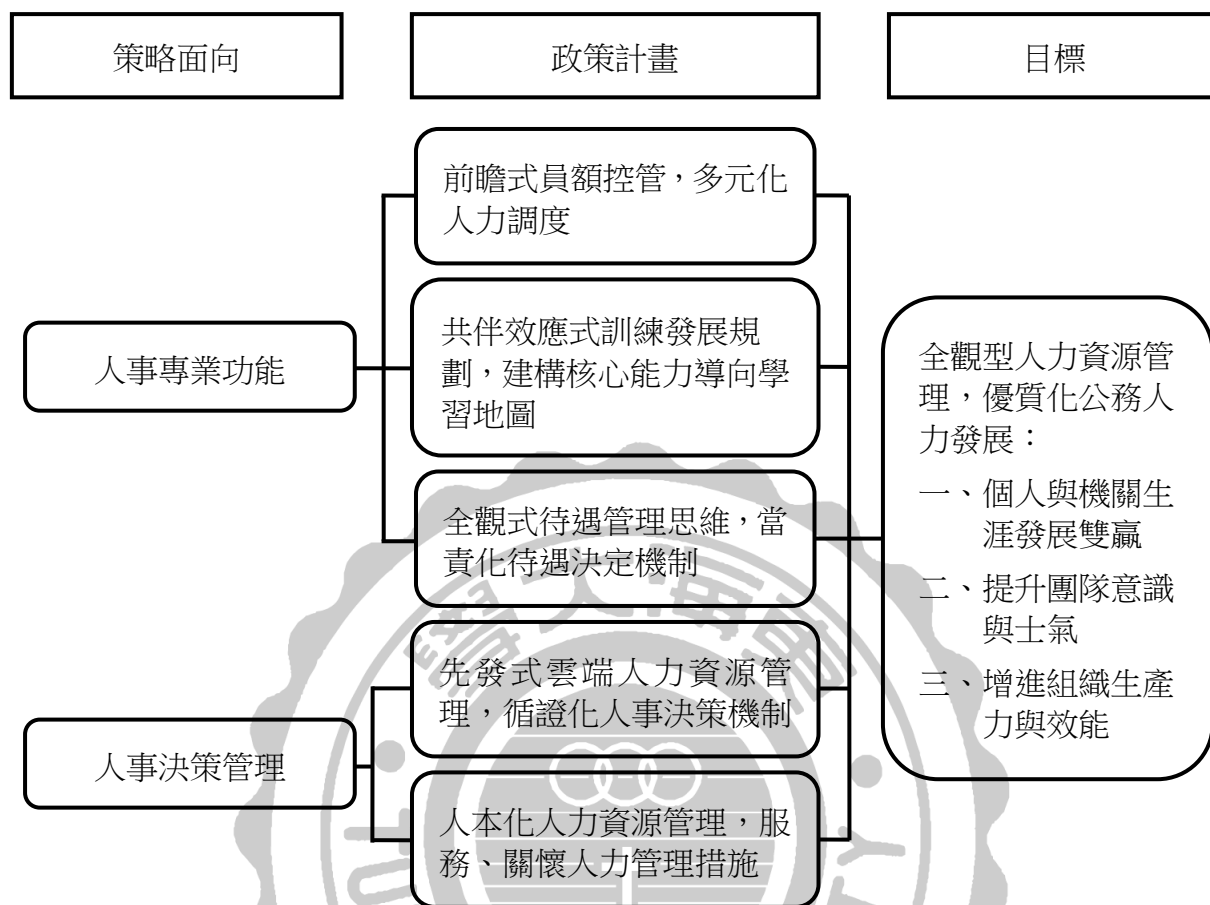 策略面向
政策計畫
目標
人事專業功能
前瞻式員額控管，多元化
人力調度
共伴效應式訓練發展規
劃，建構核心能力導向學
習地圖
全觀式待遇管理思維，當
責化待遇決定機制
人事決策管理
先發式雲端人力資源管
理，循證化人事決策機制
人本化人力資源管理，服
務、關懷人力管理措施
全觀型人力資源管
理，優質化公務人
力發展：
一、個人與機關生
涯發展雙贏
二、提升團隊意識
與士氣
三、增進組織生產
力與效能
學大海東